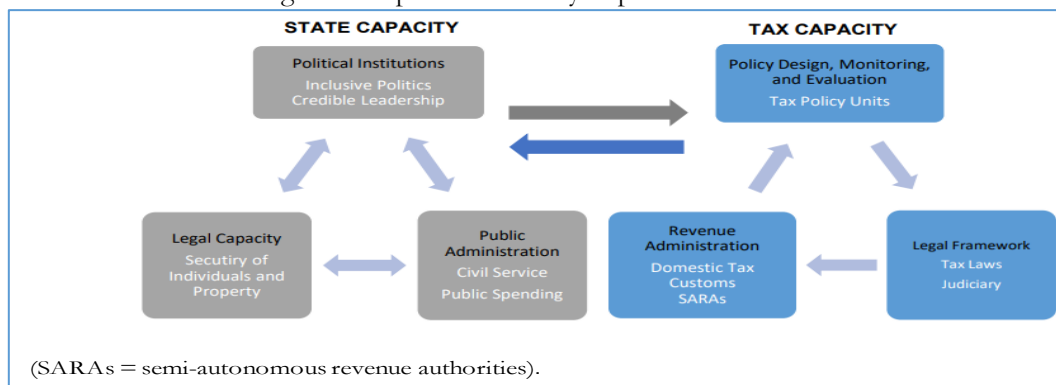 STATE CAPACITY
TAX CAPACITY
Political Institutions
Inclusive Politics
Credible Leadership
Policy Design, Monitoring,
and Evaluation
Tax Policy Units
Legal Capacity
Secutiry of
Individuals and
Property
Public
Administration
Civil Service
Public Spending
Revenue
Administration
Domestic Tax
Customs
SARAs
Legal Framework
Tax Laws
Judiciary
(SARAs = semi-autonomous revenue authorities).